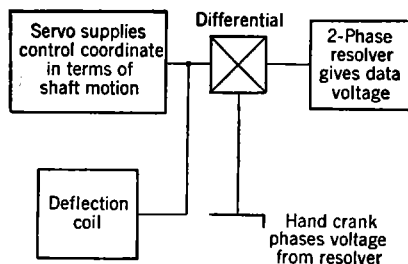 Servo supplies
control coordinate
in terms of
shaft motion
Differential
2-Phase
resolver
gives data
voltage
Deflection
coil
Hand crank
phases voltage
from resolver